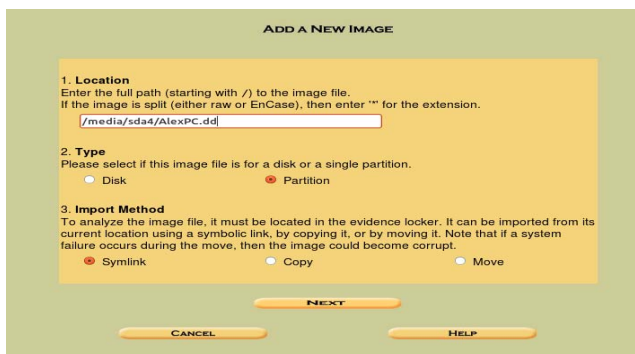 ADD A NEW IMAGE
1. Location
Enter the full path (starting with /) to the image file.
If the image is split (either raw or EnCase), then enter '*' for the extension.
/media/sda4/AlexPC.dd
2. Type
Please select if this image file is for a disk or a single partition.
Disk Partition
3. Import Method
To analyze the image file, it must be located in the evidence locker. It can be imported from its
current location using a symbolic link, by copying it, or by moving it. Note that if a system
failure occurs during the move, then the image could become corrupt.
Symlink Copy Move
NEXT
CANCEL HELP